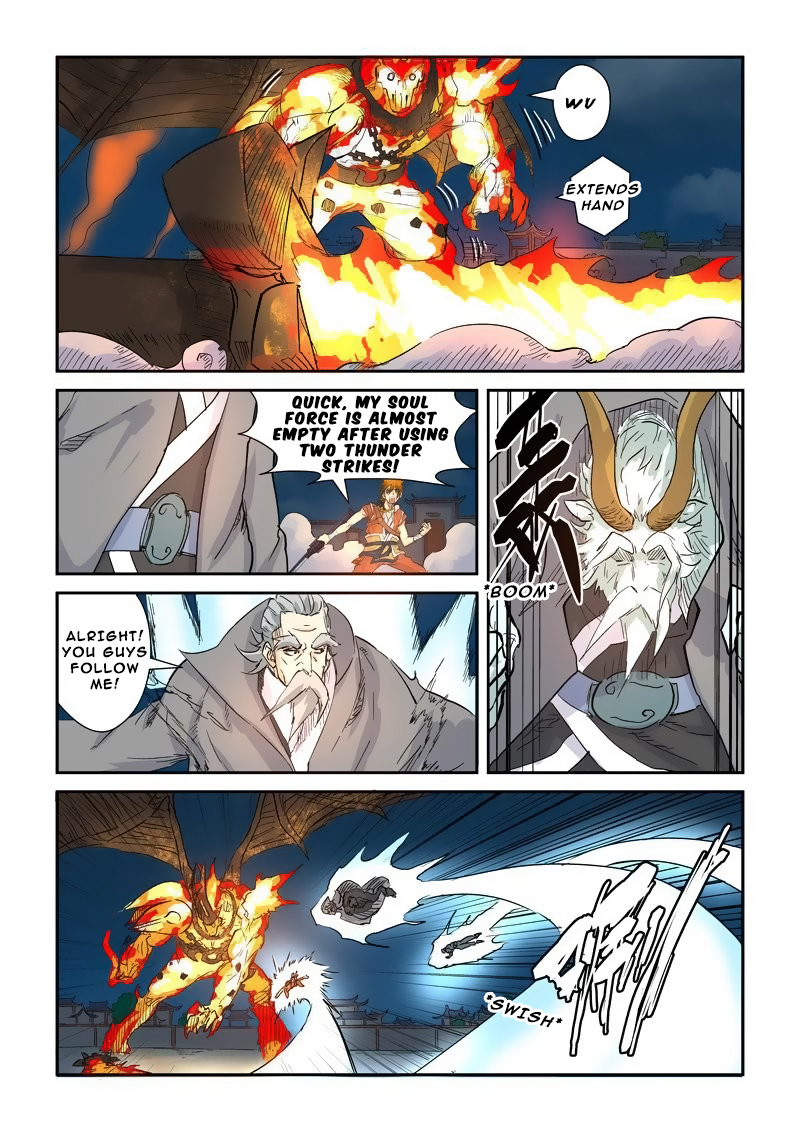 WU
EXTENDS
HAND
QUICK, MY SOUL
FORCE IS ALMOST
EMPTY AFTER USING
TWO THUNDER
STRIKES!
*BOOM*
ALRIGHT!
YOU GUYS
FOLLOW
ME!
*SWISH*